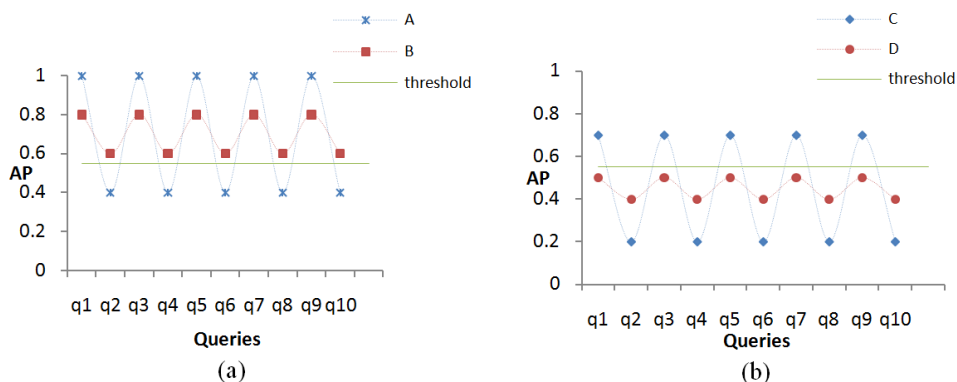 A
B
threshold
1
0.8
0.6
AP
0.4
0.2
0
q1 q2 q3 q4 q5 q6 q7 q8 q9 q10
Queries
(a)
C
D
threshold
1
0.8
0.6
AP
0.4
0.2
0
q1 q2 q3 q4 q5 q6 q7 q8 q9 q10
Queries
(b)